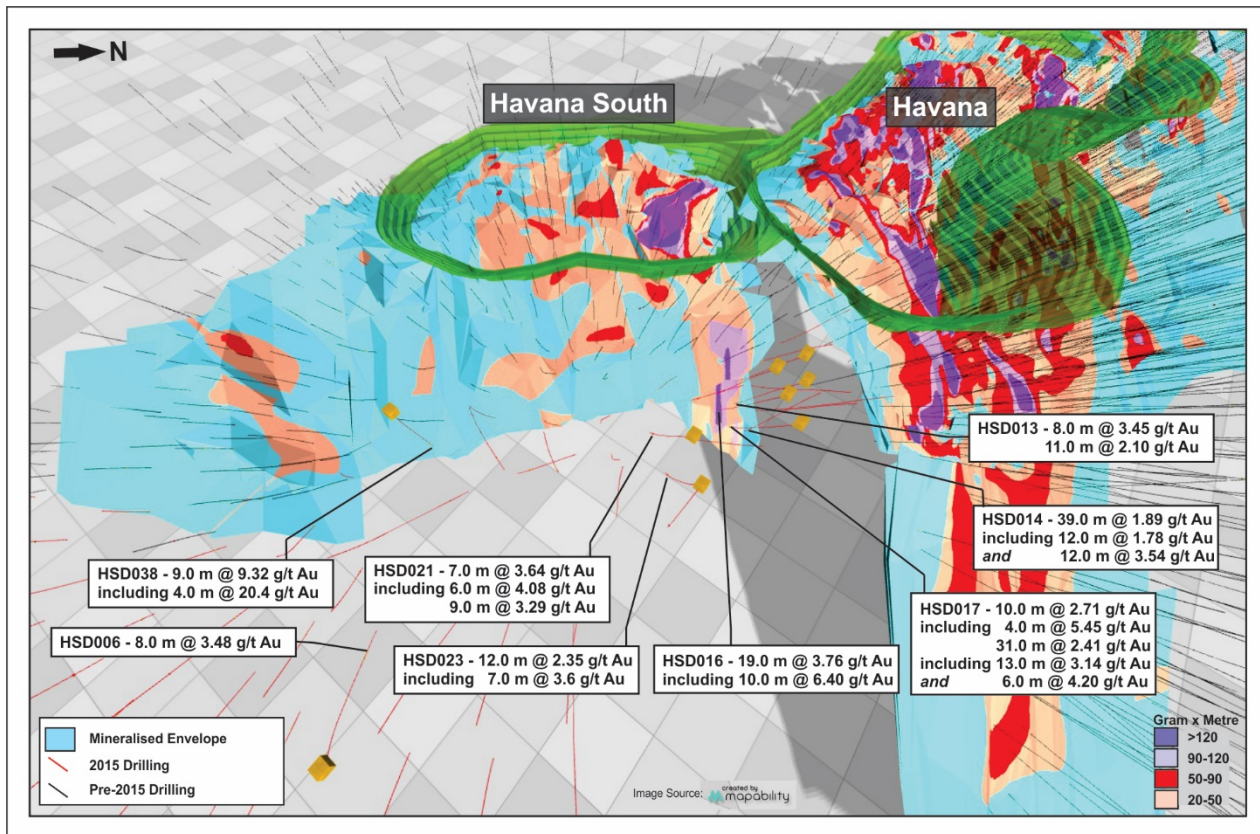 N
Havana South
Havana
HSD013 - 8.0 m @ 3.45 g/t Au
11.0 m @ 2.10 g/t Au
HSD014 - 39.0 m @ 1.89 g/t Au
including 12.0 m @ 1.78 g/t Au
and 12.0 m @ 3.54 g/t Au
HSD038 - 9.0 m @ 9.32 g/t Au
including 4.0 m @ 20.4 g/t Au
HSD021 - 7.0 m @ 3.64 g/t Au
including 6.0 m @ 4.08 g/t Au
9.0 m @ 3.29 g/t Au
HSD017 - 10.0 m @ 2.71 g/t Au
including 4.0 m @ 5.45 g/t Au
31.0 m @ 2.41 g/t Au
including 13.0 m @ 3.14 g/t Au
and 6.0 m @ 4.20 g/t Au
HSD006 - 8.0 m @ 3.48 g/t Au
HSD023 - 12.0 m @ 2.35 g/t Au
including 7.0 m @ 3.6 g/t Au
HSD016 - 19.0 m @ 3.76 g/t Au
including 10.0 m @ 6.40 g/t Au
Mineralised Envelope
2015 Drilling
Pre-2015 Drilling
Image Source:
created by
mapability
Gram x Metre
>120
90-120
50-90
20-50